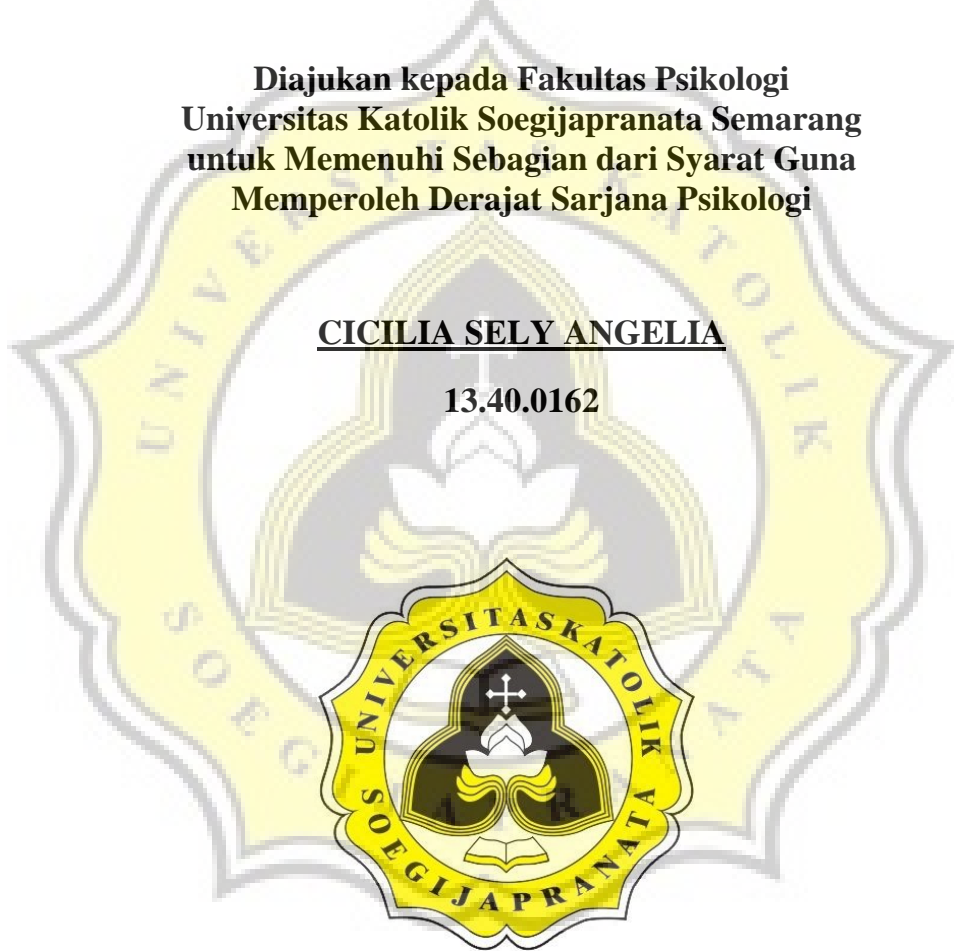 Diajukan kepada Fakultas Psikologi
Universitas Katolik Soegijapranata Semarang
untuk Memenuhi Sebagian dari Syarat Guna
Memperoleh Derajat Sarjana Psikologi
CICILIA SELY ANGELIA
13.40.0162
UNIVERSITAS KATOLIK
SOEGIJAPRANATA